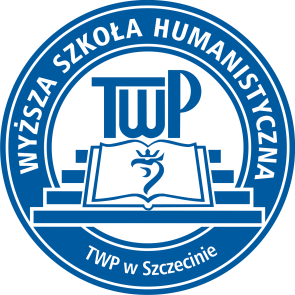 WYŻSZA SZKOŁA HUMANISTYCZNA
TWP
TWP w Szczecinie